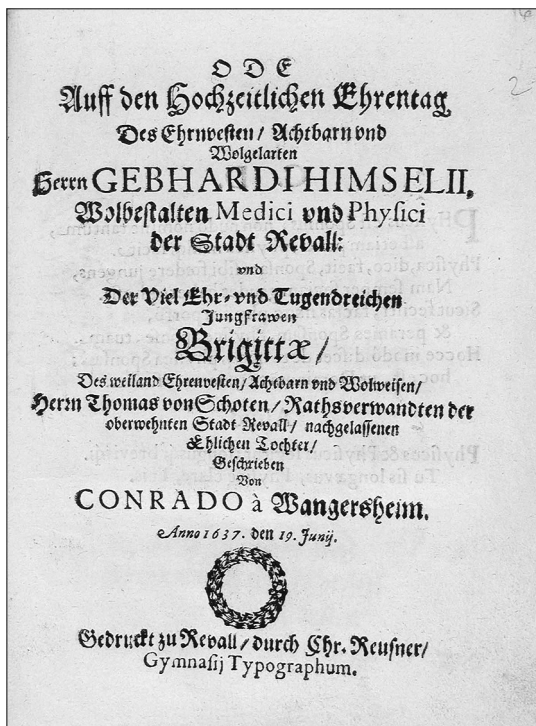 ODE
Auff den Hochzeitlichen Ehrentag
Des Ehrnvesten/ Achtbarn vnd
Wolgelarten
Herrn GEBHARDI HIMSELII,
Wolbestalten Medici vnd Physici
der Stadt Revall:
vnd
Der Viel Ehr- vnd Tugendreichen
Jungfrawen
Brigittæ/
Des weiland Ehrenvesten/ Achtbarn vnd Wolweisen/
Herrn Thomas von Schoten/ Rathsverwandten der
oberwehnten Stadt Revall/ nachgelassenen
Ehlichen Tochter/
Geschrieben
Von
CONRADO à Wangersheim.
Anno 1637. den 19. Junij.
Gedruckt zu Revall/ durch Chr. Reusner/
Gymnasij Typographum.